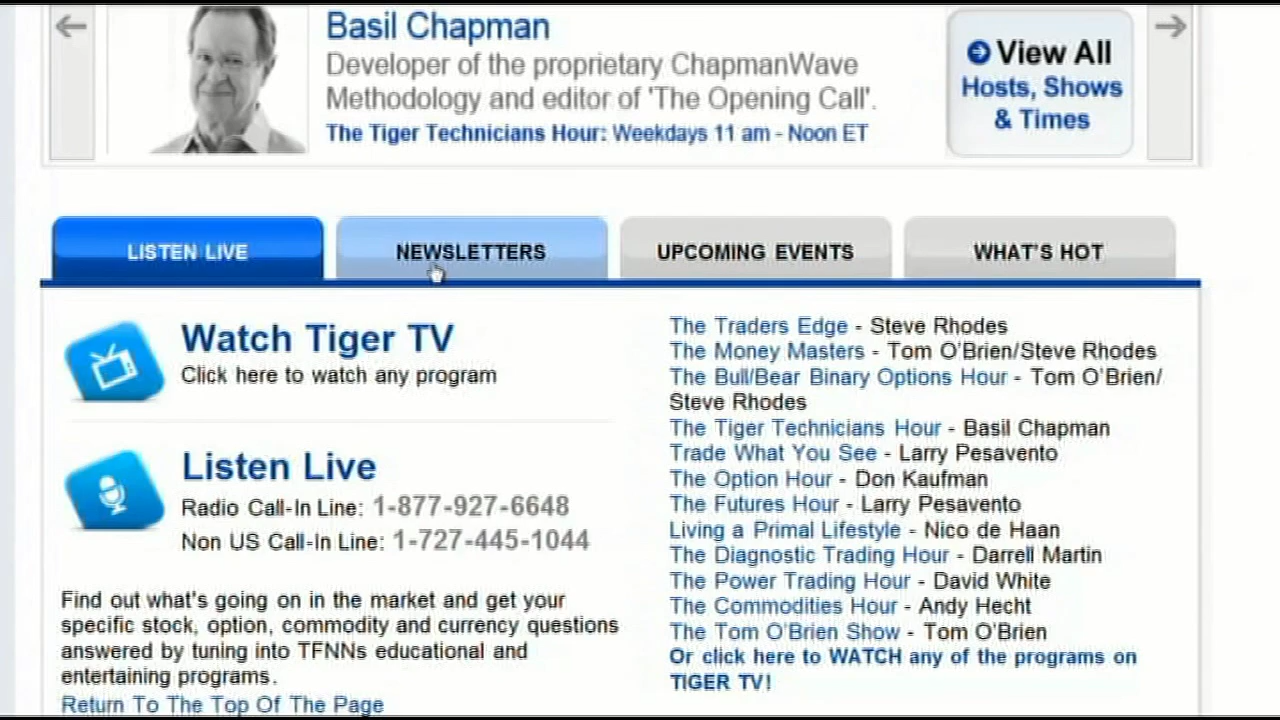 Basil Chapman
Developer of the proprietary ChapmanWave
Methodology and editor of 'The Opening Call'.
The Tiger Technicians Hour: Weekdays 11 am - Noon ET
View All
Hosts, Shows
& Times
LISTEN LIVE
NEWSLETTERS
UPCOMING EVENTS
WHAT'S HOT
Watch Tiger TV
Click here to watch any program
Listen Live
Radio Call-In Line: 1-877-927-6648
Non US Call-In Line: 1-727-445-1044
Find out what's going on in the market and get your
specific stock, option, commodity and currency questions
answered by tuning into TFNNs educational and
entertaining programs.
Return To The Top Of The Page
The Traders Edge - Steve Rhodes
The Money Masters - Tom O'Brien/Steve Rhodes
The Bull/Bear Binary Options Hour - Tom O'Brien/
Steve Rhodes
The Tiger Technicians Hour - Basil Chapman
Trade What You See - Larry Pesavento
The Option Hour - Don Kaufman
The Futures Hour - Larry Pesavento
Living a Primal Lifestyle - Nico de Haan
The Diagnostic Trading Hour - Darrell Martin
The Power Trading Hour - David White
The Commodities Hour - Andy Hecht
The Tom O'Brien Show - Tom O'Brien
Or click here to WATCH any of the programs on
TIGER TV!